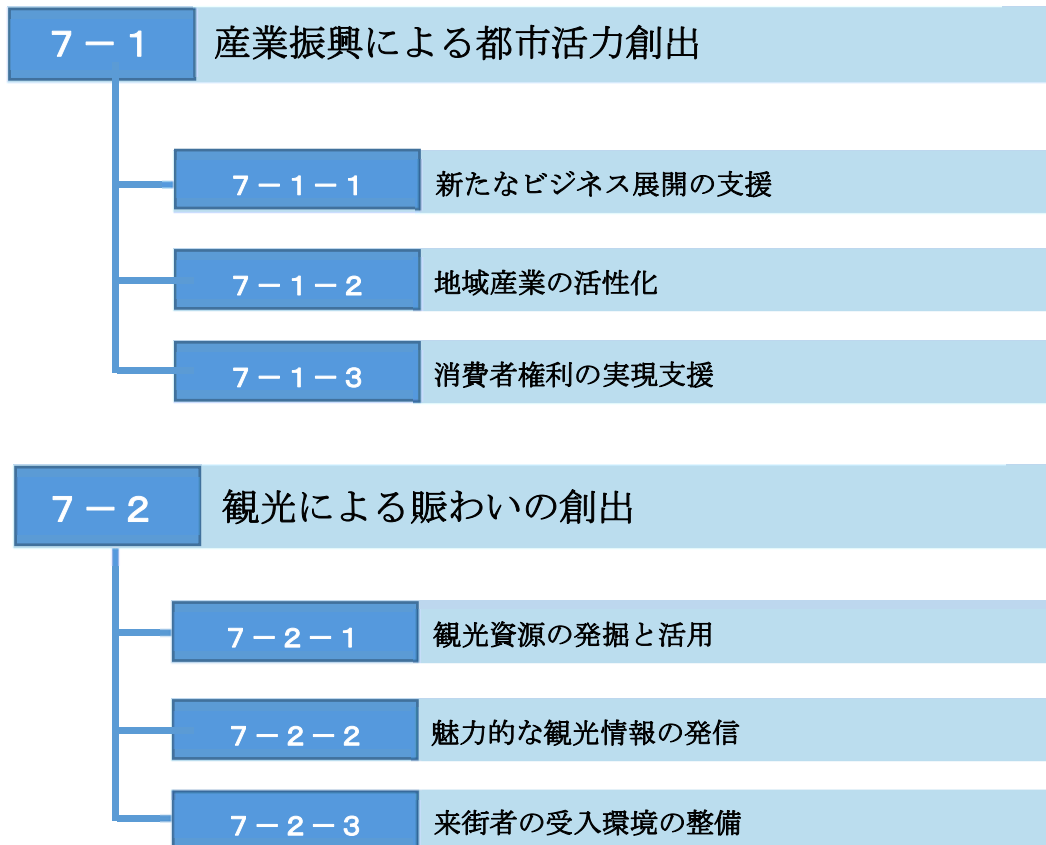 7－1 産業振興による都市活力創出
7－1－1 新たなビジネス展開の支援
7－1－2 地域産業の活性化
7－1－3 消費者権利の実現支援
7－2 観光による賑わいの創出
7－2－1 観光資源の発掘と活用
7－2－2 魅力的な観光情報の発信
7－2－3 来街者の受入環境の整備